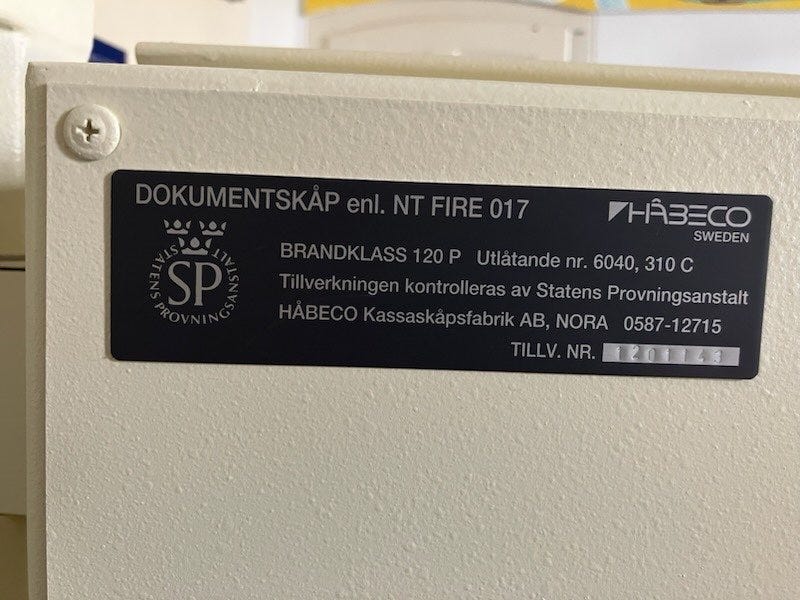 DOKUMENTSKÅP enl. NT FIRE 017
HÅBECO
SWEDEN
STATENS PROVNINGSANSTALT
SP
BRANDKLASS 120 P Utlåtande nr. 6040, 310 C
Tillverkningen kontrolleras av Statens Provningsanstalt
HÅBECO Kassaskåpsfabrik AB, NORA 0587-12715
TILLV. NR. 1201143